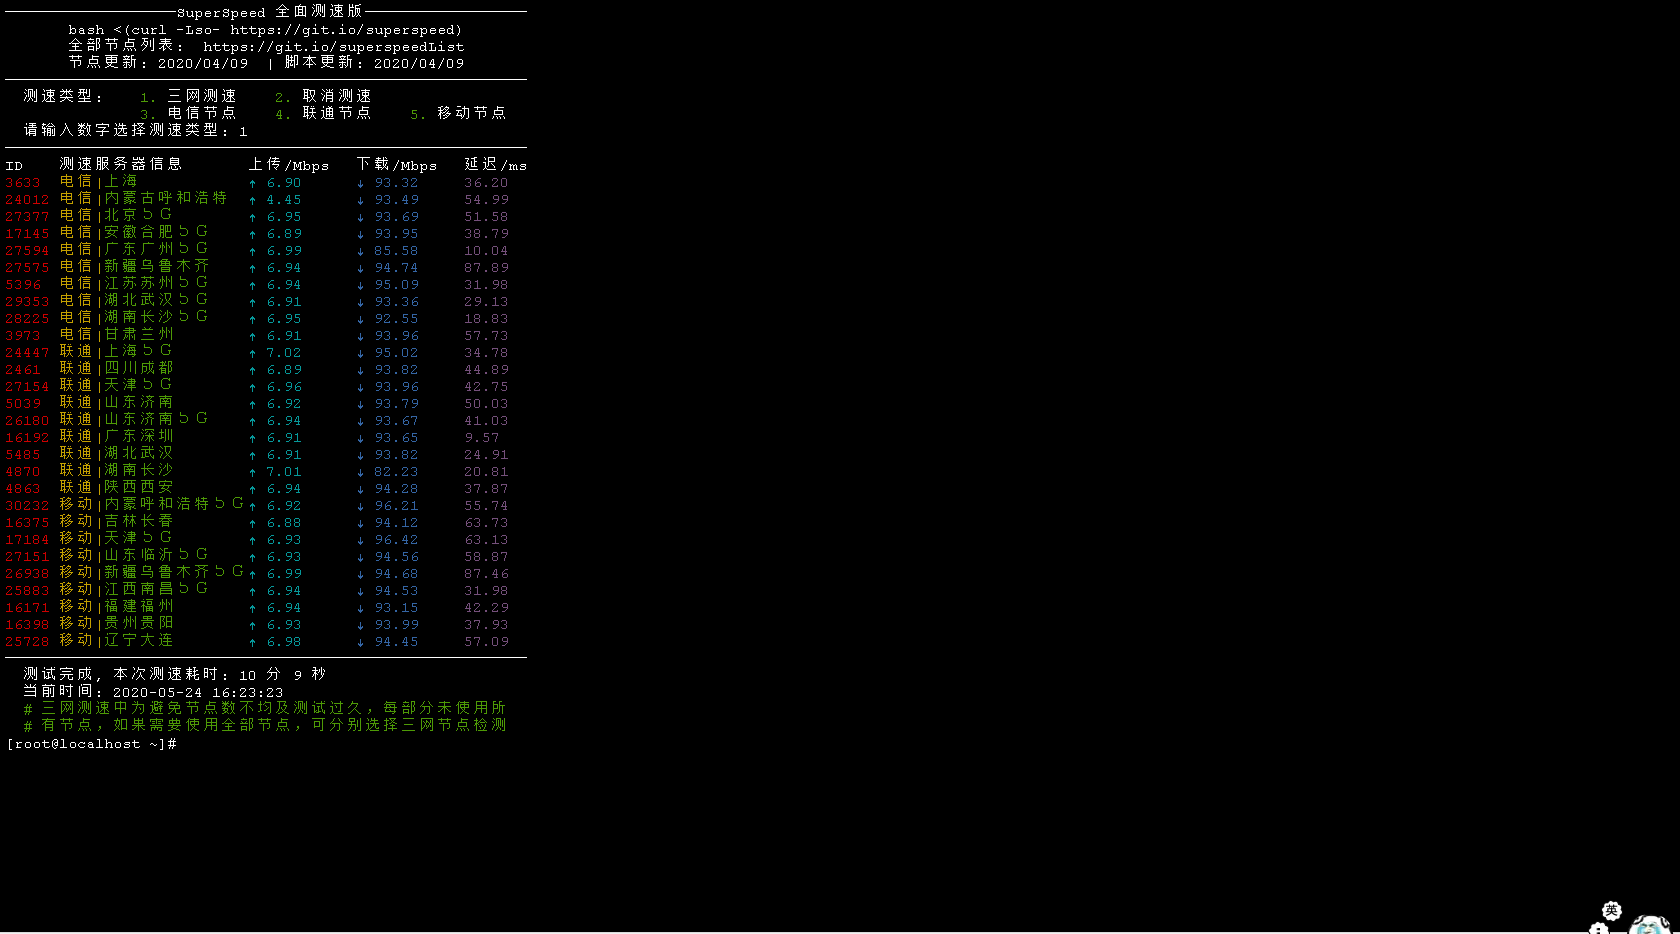 SuperSpeed 全面测速版
bash <(curl -Lso- https://git.io/superspeed)
全部节点列表: https://git.io/superspeedList
节点更新: 2020/04/09 | 脚本更新: 2020/04/09
测速类型: 1. 三网测速 2. 取消测速
3. 电信节点 4. 联通节点 5. 移动节点
请输入数字选择测速类型: 1
ID 测速服务器信息 上传/Mbps 下载/Mbps 延迟/ms
3633 电信|上海 ↑ 6.90 ↓ 93.32 36.20
24012 电信|内蒙古呼和浩特 ↑ 4.45 ↓ 93.49 54.99
27377 电信|北京５Ｇ ↑ 6.95 ↓ 93.69 51.58
17145 电信|安徽合肥５Ｇ ↑ 6.89 ↓ 93.95 38.79
27594 电信|广东广州５Ｇ ↑ 6.99 ↓ 85.58 10.04
27575 电信|新疆乌鲁木齐 ↑ 6.94 ↓ 94.74 87.89
5396 电信|江苏苏州５Ｇ ↑ 6.94 ↓ 95.09 31.98
29353 电信|湖北武汉５Ｇ ↑ 6.91 ↓ 93.36 29.13
28225 电信|湖南长沙５Ｇ ↑ 6.95 ↓ 92.55 18.83
3973 电信|甘肃兰州 ↑ 6.91 ↓ 93.96 57.73
24447 联通|上海５Ｇ ↑ 7.02 ↓ 95.02 34.78
2461 联通|四川成都 ↑ 6.89 ↓ 93.82 44.89
27154 联通|天津５Ｇ ↑ 6.96 ↓ 93.96 42.75
5039 联通|山东济南 ↑ 6.92 ↓ 93.79 50.03
26180 联通|山东济南５Ｇ ↑ 6.94 ↓ 93.67 41.03
16192 联通|广东深圳 ↑ 6.91 ↓ 93.65 9.57
5485 联通|湖北武汉 ↑ 6.91 ↓ 93.82 24.91
4870 联通|湖南长沙 ↑ 7.01 ↓ 82.23 20.81
4863 联通|陕西西安 ↑ 6.94 ↓ 94.28 37.87
30232 移动|内蒙呼和浩特５Ｇ ↑ 6.92 ↓ 96.21 55.74
16375 移动|吉林长春 ↑ 6.88 ↓ 94.12 63.73
17184 移动|天津５Ｇ ↑ 6.93 ↓ 96.42 63.13
27151 移动|山东临沂５Ｇ ↑ 6.93 ↓ 94.56 58.87
26938 移动|新疆乌鲁木齐５Ｇ ↑ 6.99 ↓ 94.68 87.46
25883 移动|江西南昌５Ｇ ↑ 6.94 ↓ 94.53 31.98
16171 移动|福建福州 ↑ 6.94 ↓ 93.15 42.29
16398 移动|贵州贵阳 ↑ 6.93 ↓ 93.99 37.93
25728 移动|辽宁大连 ↑ 6.98 ↓ 94.45 57.09
测试完成, 本次测速耗时: 10 分 9 秒
当前时间: 2020-05-24 16:23:23
# 三网测速中为避免节点数不均及测试过久，每部分未使用所
# 有节点，如果需要使用全部节点，可分别选择三网节点检测
[root@localhost ~]#
英